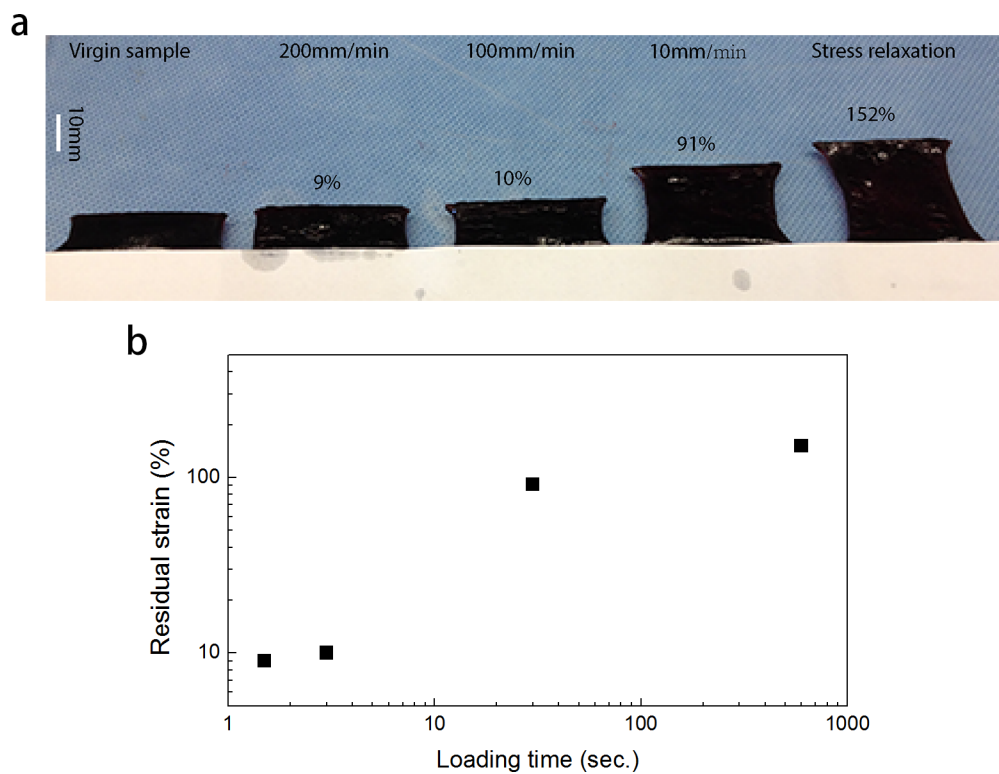 a
Virgin sample 200mm/min 100mm/min 10mm/min Stress relaxation
10mm
9% 10% 91% 152%
b
Residual strain (%)
100
10
1 10 100 1000
Loading time (sec.)